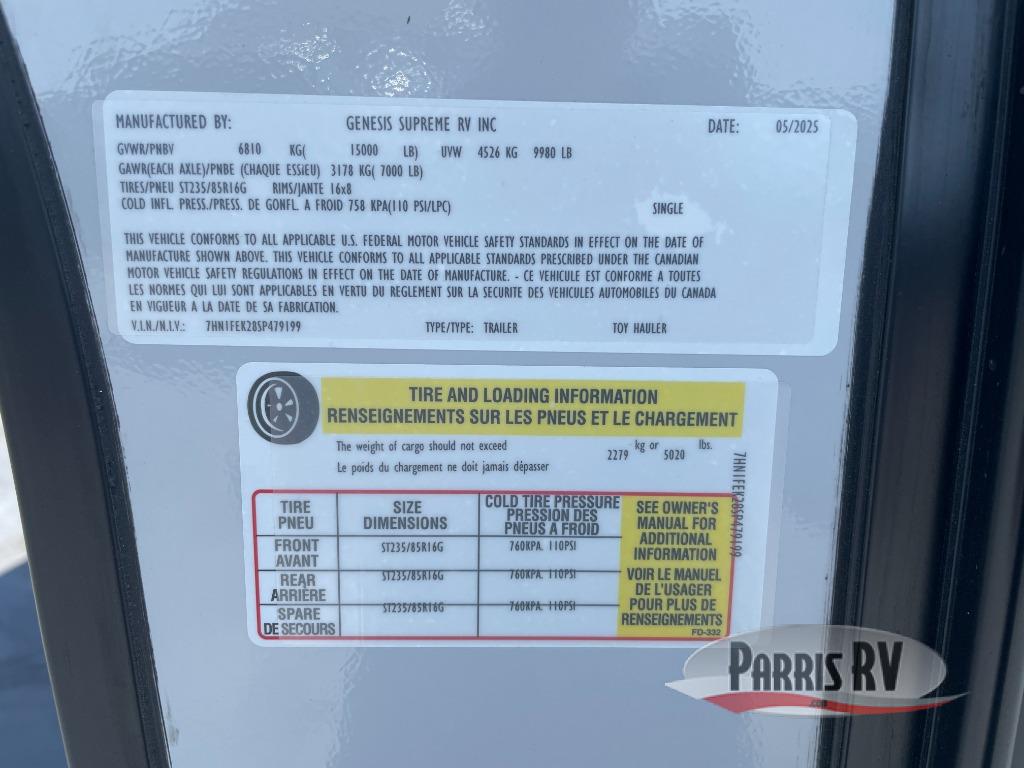 MANUFACTURED BY: GENESIS SUPREME RV INC DATE: 05/2025
GVWR/PNBV 6810 KG( 15000 LB) UVW 4526 KG 9980 LB
GAWR(EACH AXLE)/PNBE (CHAQUE ESSIEU) 3178 KG( 7000 LB)
TIRES/PNEU ST235/85R16G RIMS/JANTE 16x8
COLD INFL. PRESS./PRESS. DE GONFL. A FROID 758 KPA(110 PSI/LPC) SINGLE
THIS VEHICLE CONFORMS TO ALL APPLICABLE U.S. FEDERAL MOTOR VEHICLE SAFETY STANDARDS IN EFFECT ON THE DATE OF
MANUFACTURE SHOWN ABOVE. THIS VEHICLE CONFORMS TO ALL APPLICABLE STANDARDS PRESCRIBED UNDER THE CANADIAN
MOTOR VEHICLE SAFETY REGULATIONS IN EFFECT ON THE DATE OF MANUFACTURE. - CE VEHICULE EST CONFORME A TOUTES
LES NORMES QUI LUI SONT APPLICABLES EN VERTU DU REGLEMENT SUR LA SECURITE DES VEHICULES AUTOMOBILES DU CANADA
EN VIGUEUR A LA DATE DE SA FABRICATION.
V.I.N./N.I.V.: 7HN1FEK28SP479199 TYPE/TYPE: TRAILER TOY HAULER
TIRE AND LOADING INFORMATION
RENSEIGNEMENTS SUR LES PNEUS ET LE CHARGEMENT
The weight of cargo should not exceed 2279 kg or 5020 lbs.
Le poids du chargement ne doit jamais dépasser
7HN1FEK28SP479199
TIRE PNEU
SIZE DIMENSIONS
COLD TIRE PRESSURE
PRESSION DES
PNEUS A FROID
FRONT AVANT ST235/85R16G 760KPA. 110PSI
REAR ARRIÈRE ST235/85R16G 760KPA. 110PSI
SPARE DE SECOURS ST235/85R16G 760KPA. 110PSI
SEE OWNER'S
MANUAL FOR
ADDITIONAL
INFORMATION
VOIR LE MANUEL
DE L'USAGER
POUR PLUS DE
RENSEIGNEMENTS
FD-332
PARRIS RV
.com